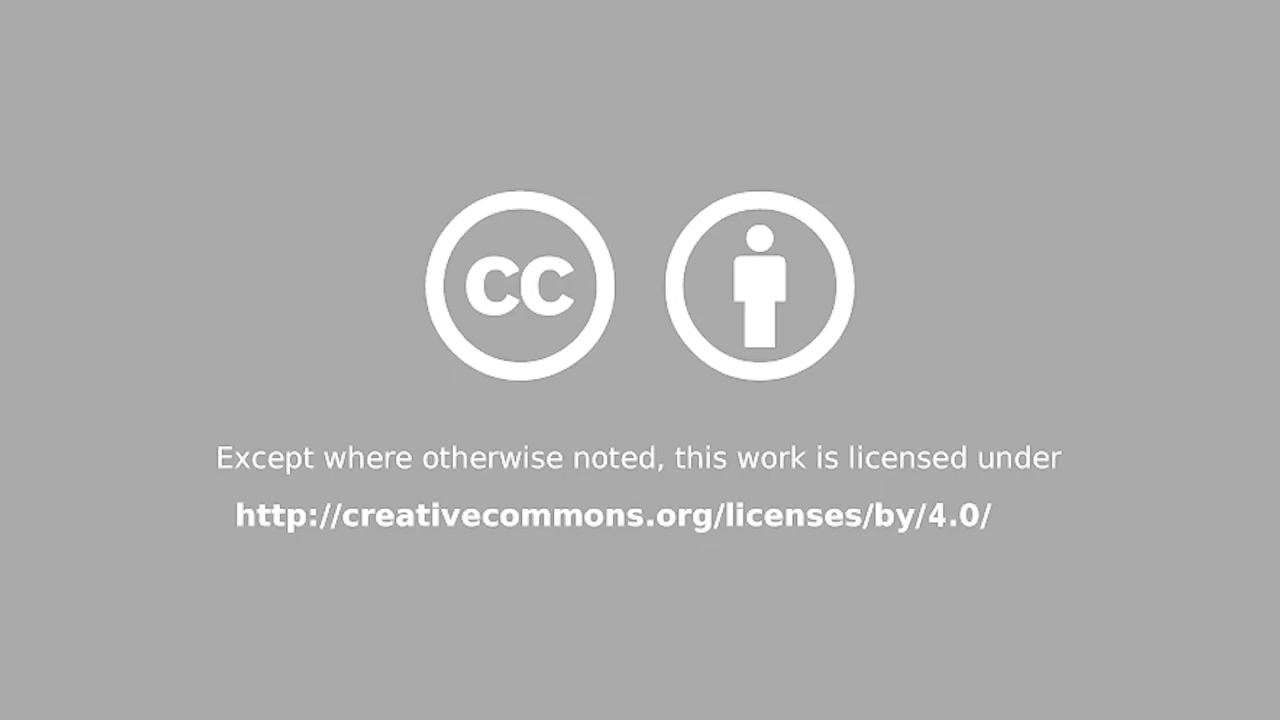 cc
Except where otherwise noted, this work is licensed under
http://creativecommons.org/licenses/by/4.0/